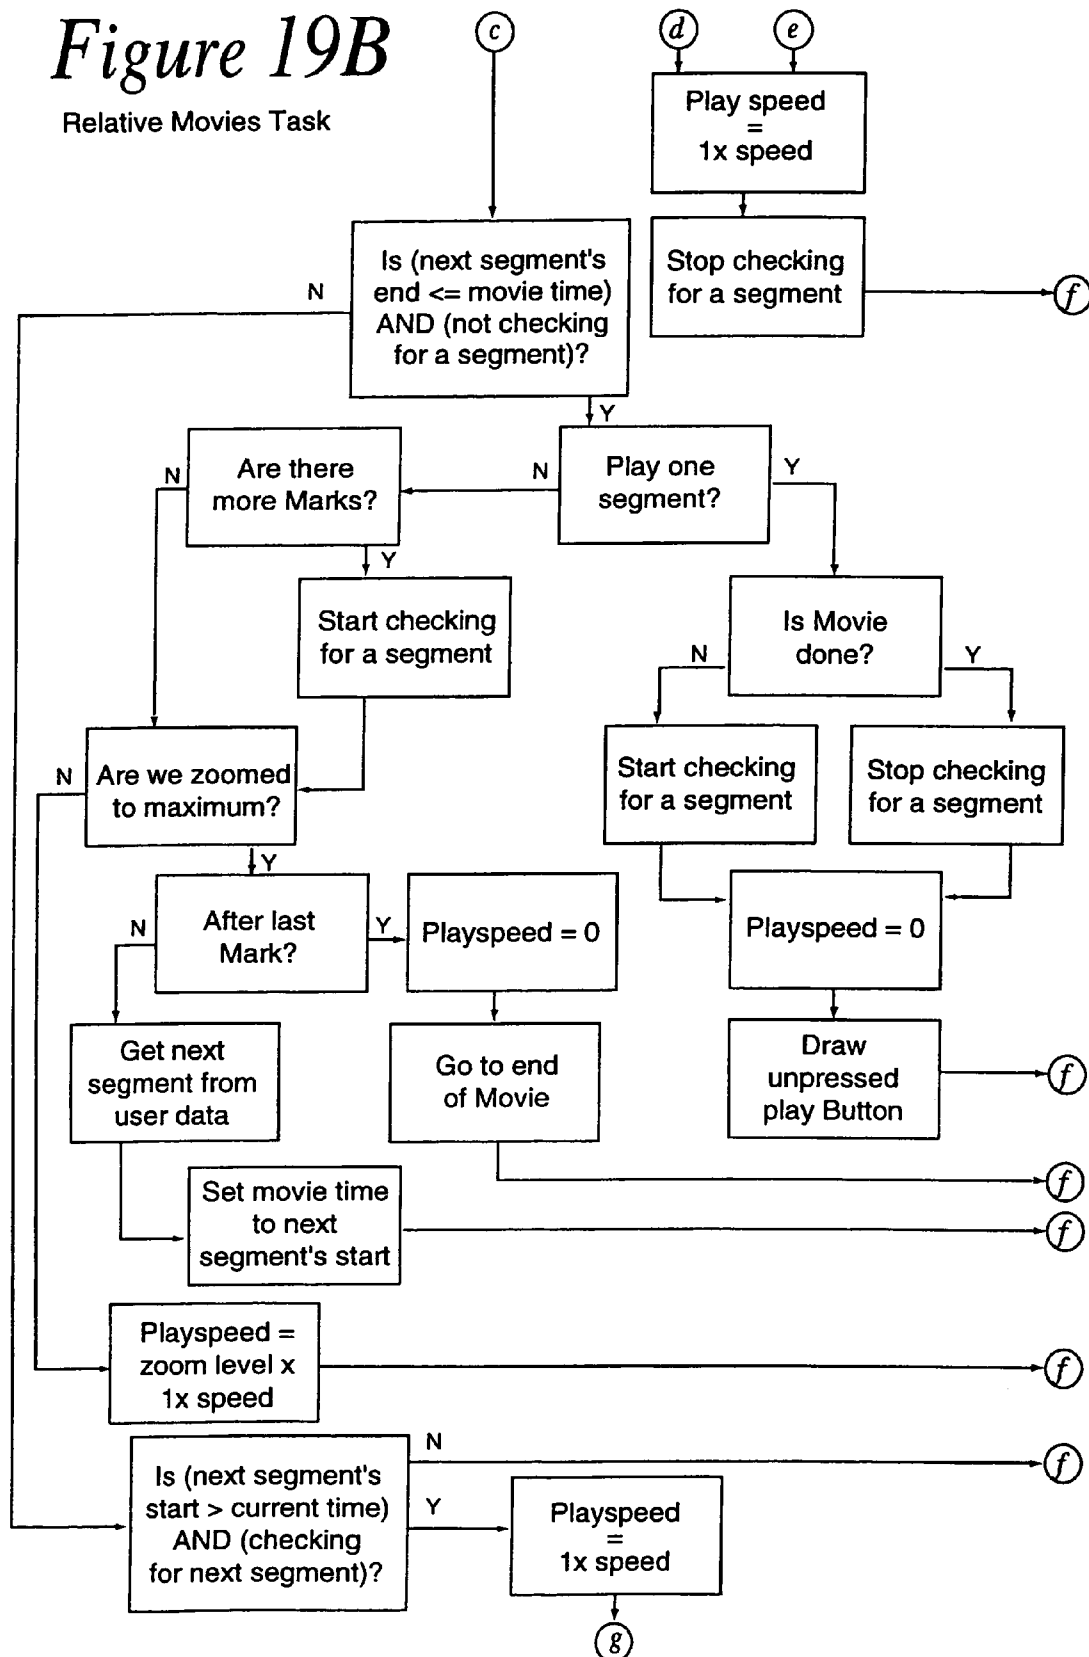 Figure 19B
Relative Movies Task
c
d
e
Play speed
=
1x speed
Is (next segment's
end <= movie time)
AND (not checking
for a segment)?
N
Stop checking
for a segment
f
Y
Are there
more Marks?
N
N
Play one
segment?
Y
Y
Start checking
for a segment
Is Movie
done?
N
Y
Are we zoomed
to maximum?
N
Start checking
for a segment
Stop checking
for a segment
Y
After last
Mark?
N
Y
Playspeed = 0
Playspeed = 0
Get next
segment from
user data
Go to end
of Movie
Draw
unpressed
play Button
f
f
Set movie time
to next
segment's start
f
Playspeed =
zoom level x
1x speed
f
Is (next segment's
start > current time)
AND (checking
for next segment)?
N
f
Y
Playspeed
=
1x speed
g